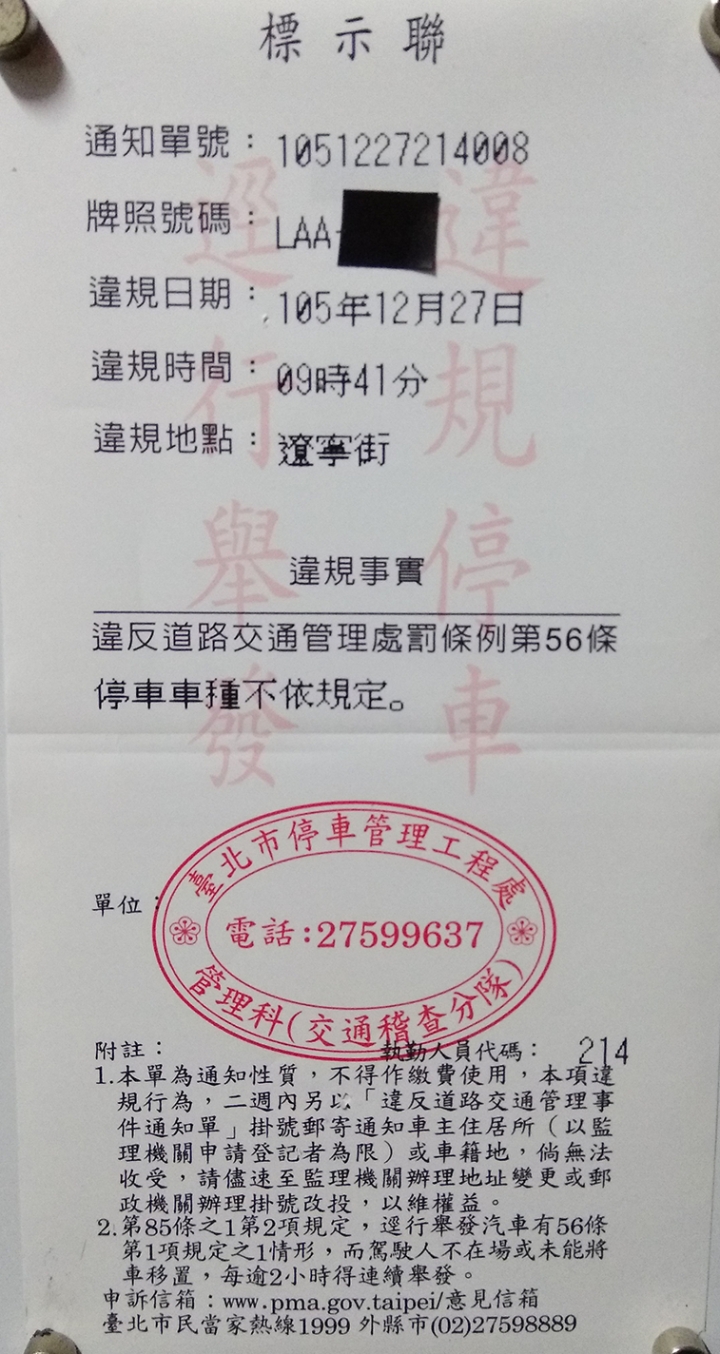 標示聯
通知單號：1051227214008
牌照號碼：LAA-
違規日期：105年12月27日
違規時間：09時41分
違規地點：遼寧街
違規停車
逕行舉發
違規事實
違反道路交通管理處罰條例第56條
停車車種不依規定。
單位：
臺北市停車管理工程處
電話:27599637
管理科(交通稽查分隊)
附註：
執勤人員代碼： 214
1.本單為通知性質，不得作繳費使用，本項違
規行為，二週內另以「違反道路交通管理事
件通知單」掛號郵寄通知車主住居所（以監
理機關申請登記者為限）或車籍地，倘無法
收受，請儘速至監理機關辦理地址變更或郵
政機關辦理掛號改投，以維權益。
2.第85條之1第2項規定，逕行舉發汽車有56條
第1項規定之1情形，而駕駛人不在場或未能將
車移置，每逾2小時得連續舉發。
申訴信箱：www.pma.gov.taipei/意見信箱
臺北市民當家熱線1999 外縣市(02)27598889